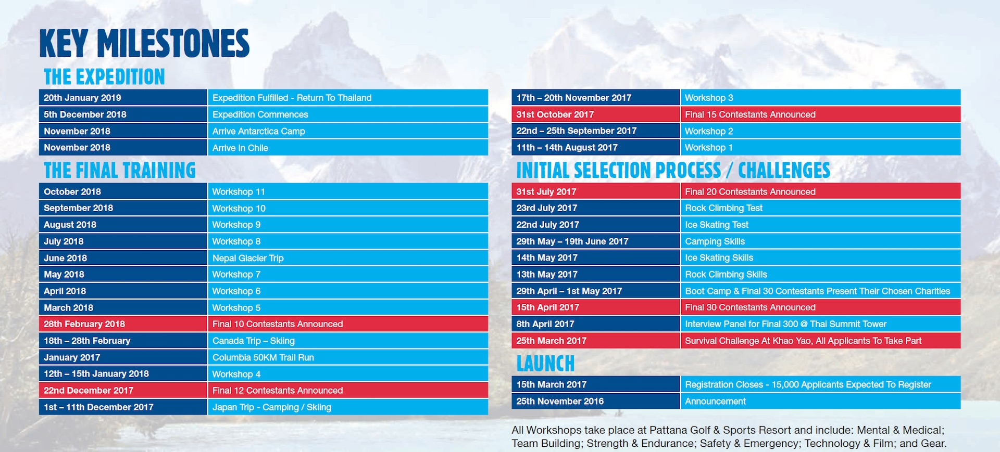 KEY MILESTONES
THE EXPEDITION
20th January 2019 Expedition Fulfilled - Return To Thailand
5th December 2018 Expedition Commences
November 2018 Arrive Antarctica Camp
November 2018 Arrive In Chile
THE FINAL TRAINING
October 2018 Workshop 11
September 2018 Workshop 10
August 2018 Workshop 9
July 2018 Workshop 8
June 2018 Nepal Glacier Trip
May 2018 Workshop 7
April 2018 Workshop 6
March 2018 Workshop 5
28th February 2018 Final 10 Contestants Announced
18th – 28th February Canada Trip – Skiing
January 2017 Columbia 50KM Trail Run
12th – 15th January 2018 Workshop 4
22nd December 2017 Final 12 Contestants Announced
1st – 11th December 2017 Japan Trip - Camping / Skiing
17th – 20th November 2017 Workshop 3
31st October 2017 Final 15 Contestants Announced
22nd – 25th September 2017 Workshop 2
11th – 14th August 2017 Workshop 1
INITIAL SELECTION PROCESS / CHALLENGES
31st July 2017 Final 20 Contestants Announced
23rd July 2017 Rock Climbing Test
22nd July 2017 Ice Skating Test
29th May – 19th June 2017 Camping Skills
14th May 2017 Ice Skating Skills
13th May 2017 Rock Climbing Skills
29th April – 1st May 2017 Boot Camp & Final 30 Contestants Present Their Chosen Charities
15th April 2017 Final 30 Contestants Announced
8th April 2017 Interview Panel for Final 300 @ Thai Summit Tower
25th March 2017 Survival Challenge At Khao Yao, All Applicants To Take Part
LAUNCH
15th March 2017 Registration Closes - 15,000 Applicants Expected To Register
25th November 2016 Announcement
All Workshops take place at Pattana Golf & Sports Resort and include: Mental & Medical;
Team Building; Strength & Endurance; Safety & Emergency; Technology & Film; and Gear.